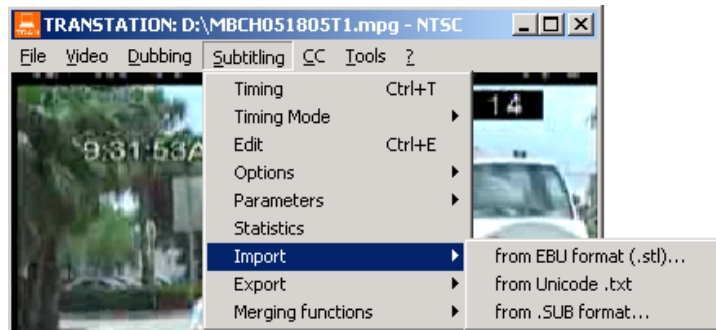 TRANSTATION: D:\MBCH051805T1.mpg - NTSC
File Video Dubbing Subtitling CC Tools ?
Timing Ctrl+T
14
Timing Mode
9:31:53A
Edit Ctrl+E
Options
Parameters
Statistics
Import
from EBU format (.stl)...
Export
from Unicode .txt
Merging functions
from .SUB format...